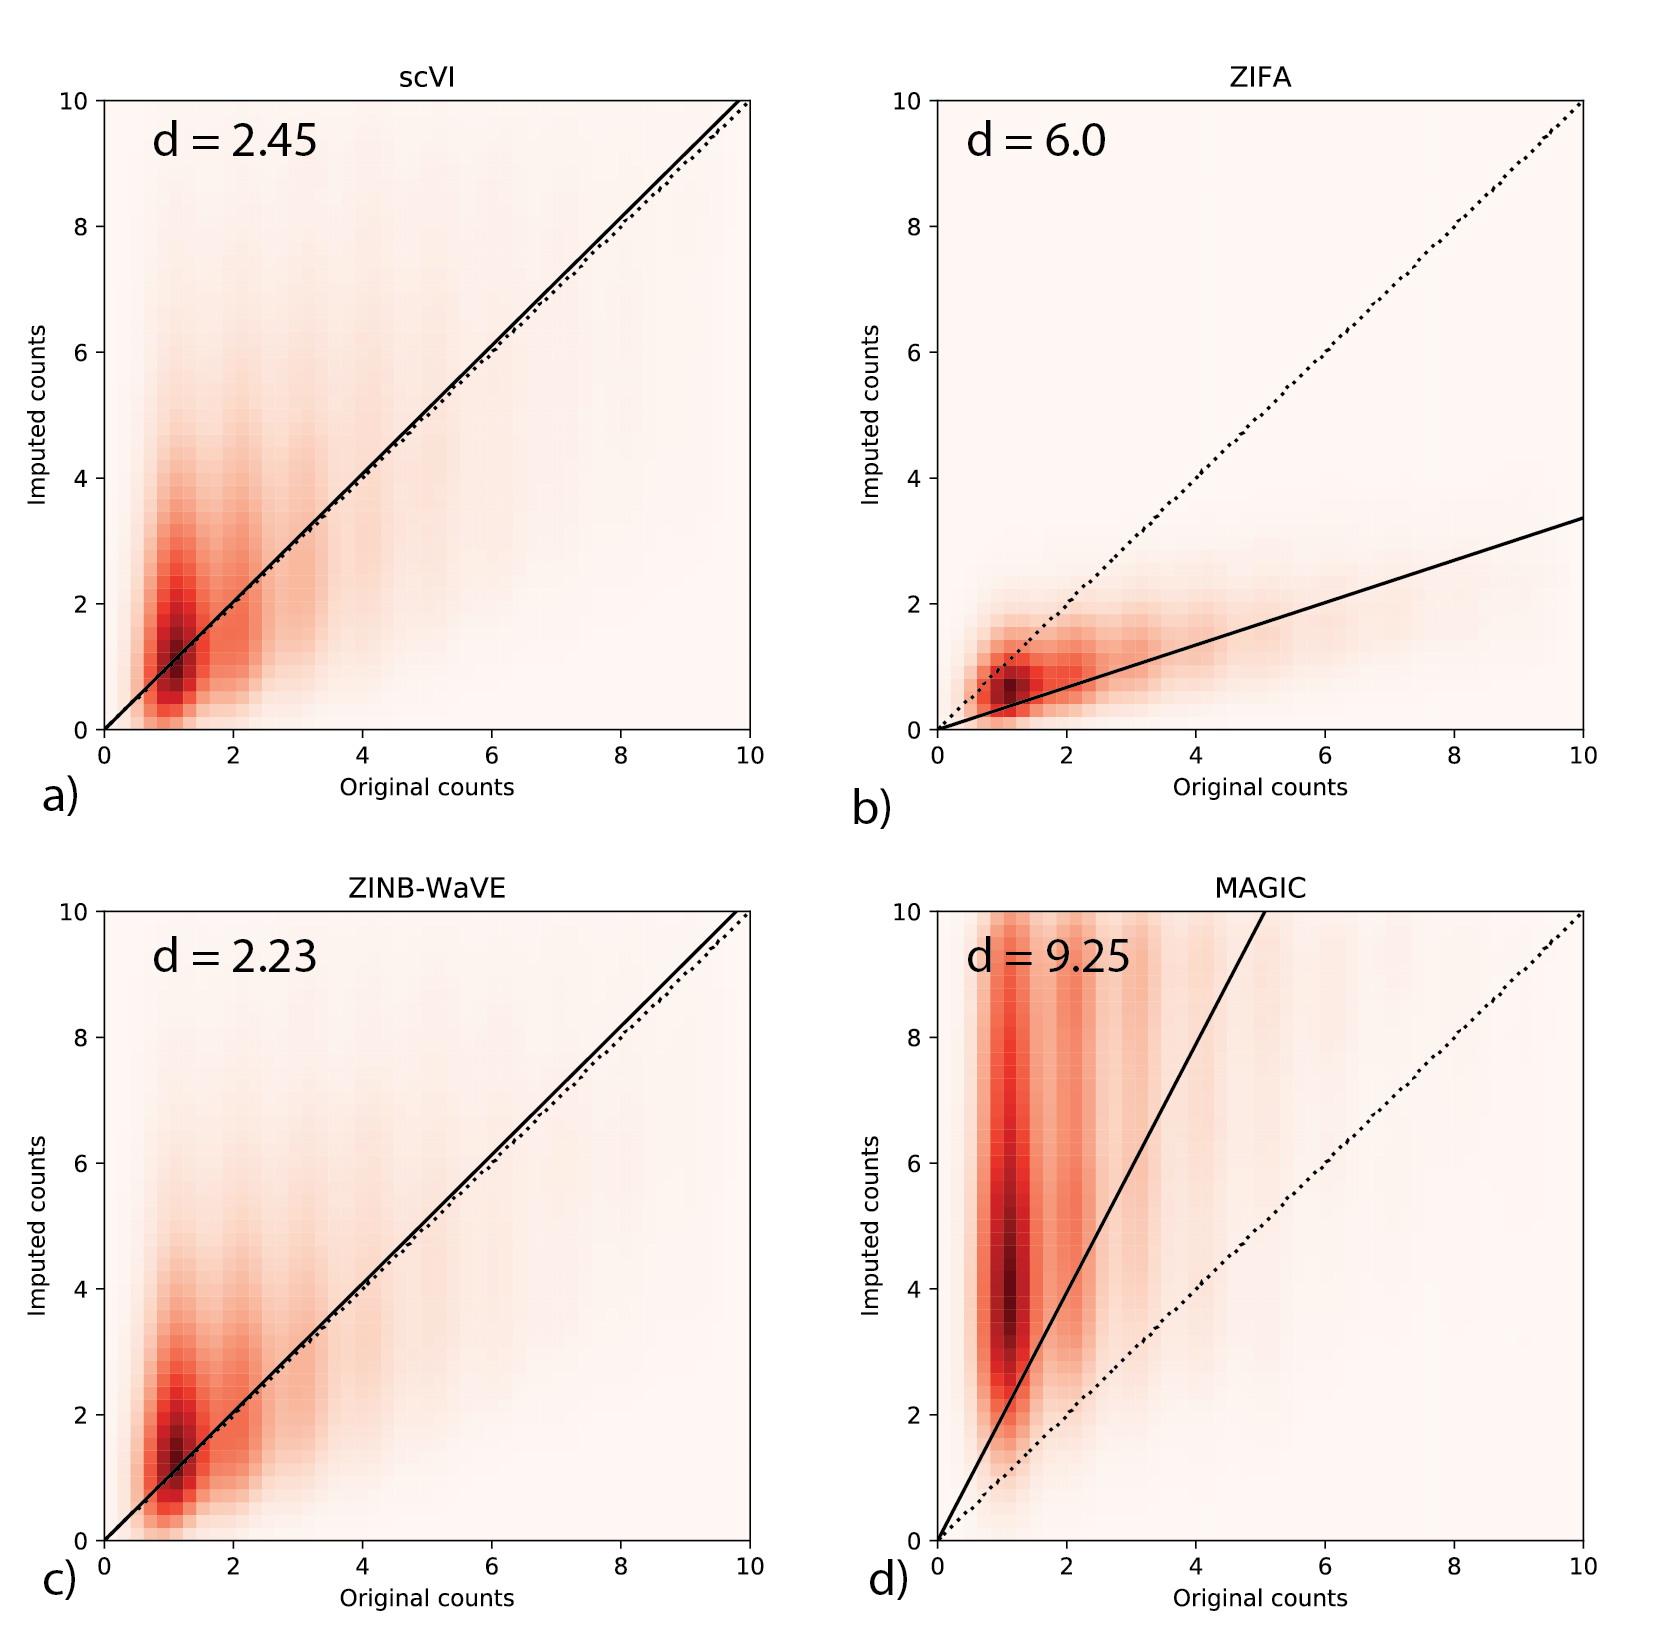 scVI
d = 2.45
10
8
6
4
2
0
Imputed counts
0 2 4 6 8 10
Original counts
a)
ZIFA
d = 6.0
10
8
6
4
2
0
Imputed counts
0 2 4 6 8 10
Original counts
b)
ZINB-WaVE
d = 2.23
10
8
6
4
2
0
Imputed counts
0 2 4 6 8 10
Original counts
c)
MAGIC
d = 9.25
10
8
6
4
2
0
Imputed counts
0 2 4 6 8 10
Original counts
d)